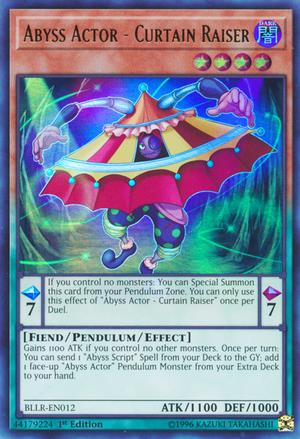 ABYSS ACTOR - CURTAIN RAISER
DARK
闇
If you control no monsters: You can Special Summon
this card from your Pendulum Zone. You can only use
this effect of "Abyss Actor - Curtain Raiser" once per
Duel.
7
7
[FIEND/PENDULUM/EFFECT]
Gains 1100 ATK if you control no other monsters. Once per turn:
You can send 1 "Abyss Script" Spell from your Deck to the GY; add
1 face-up "Abyss Actor" Pendulum Monster from your Extra Deck
to your hand.
BLLR-EN012
ATK/1100 DEF/1000
44179224
1st Edition
©1996 KAZUKI TAKAHASHI